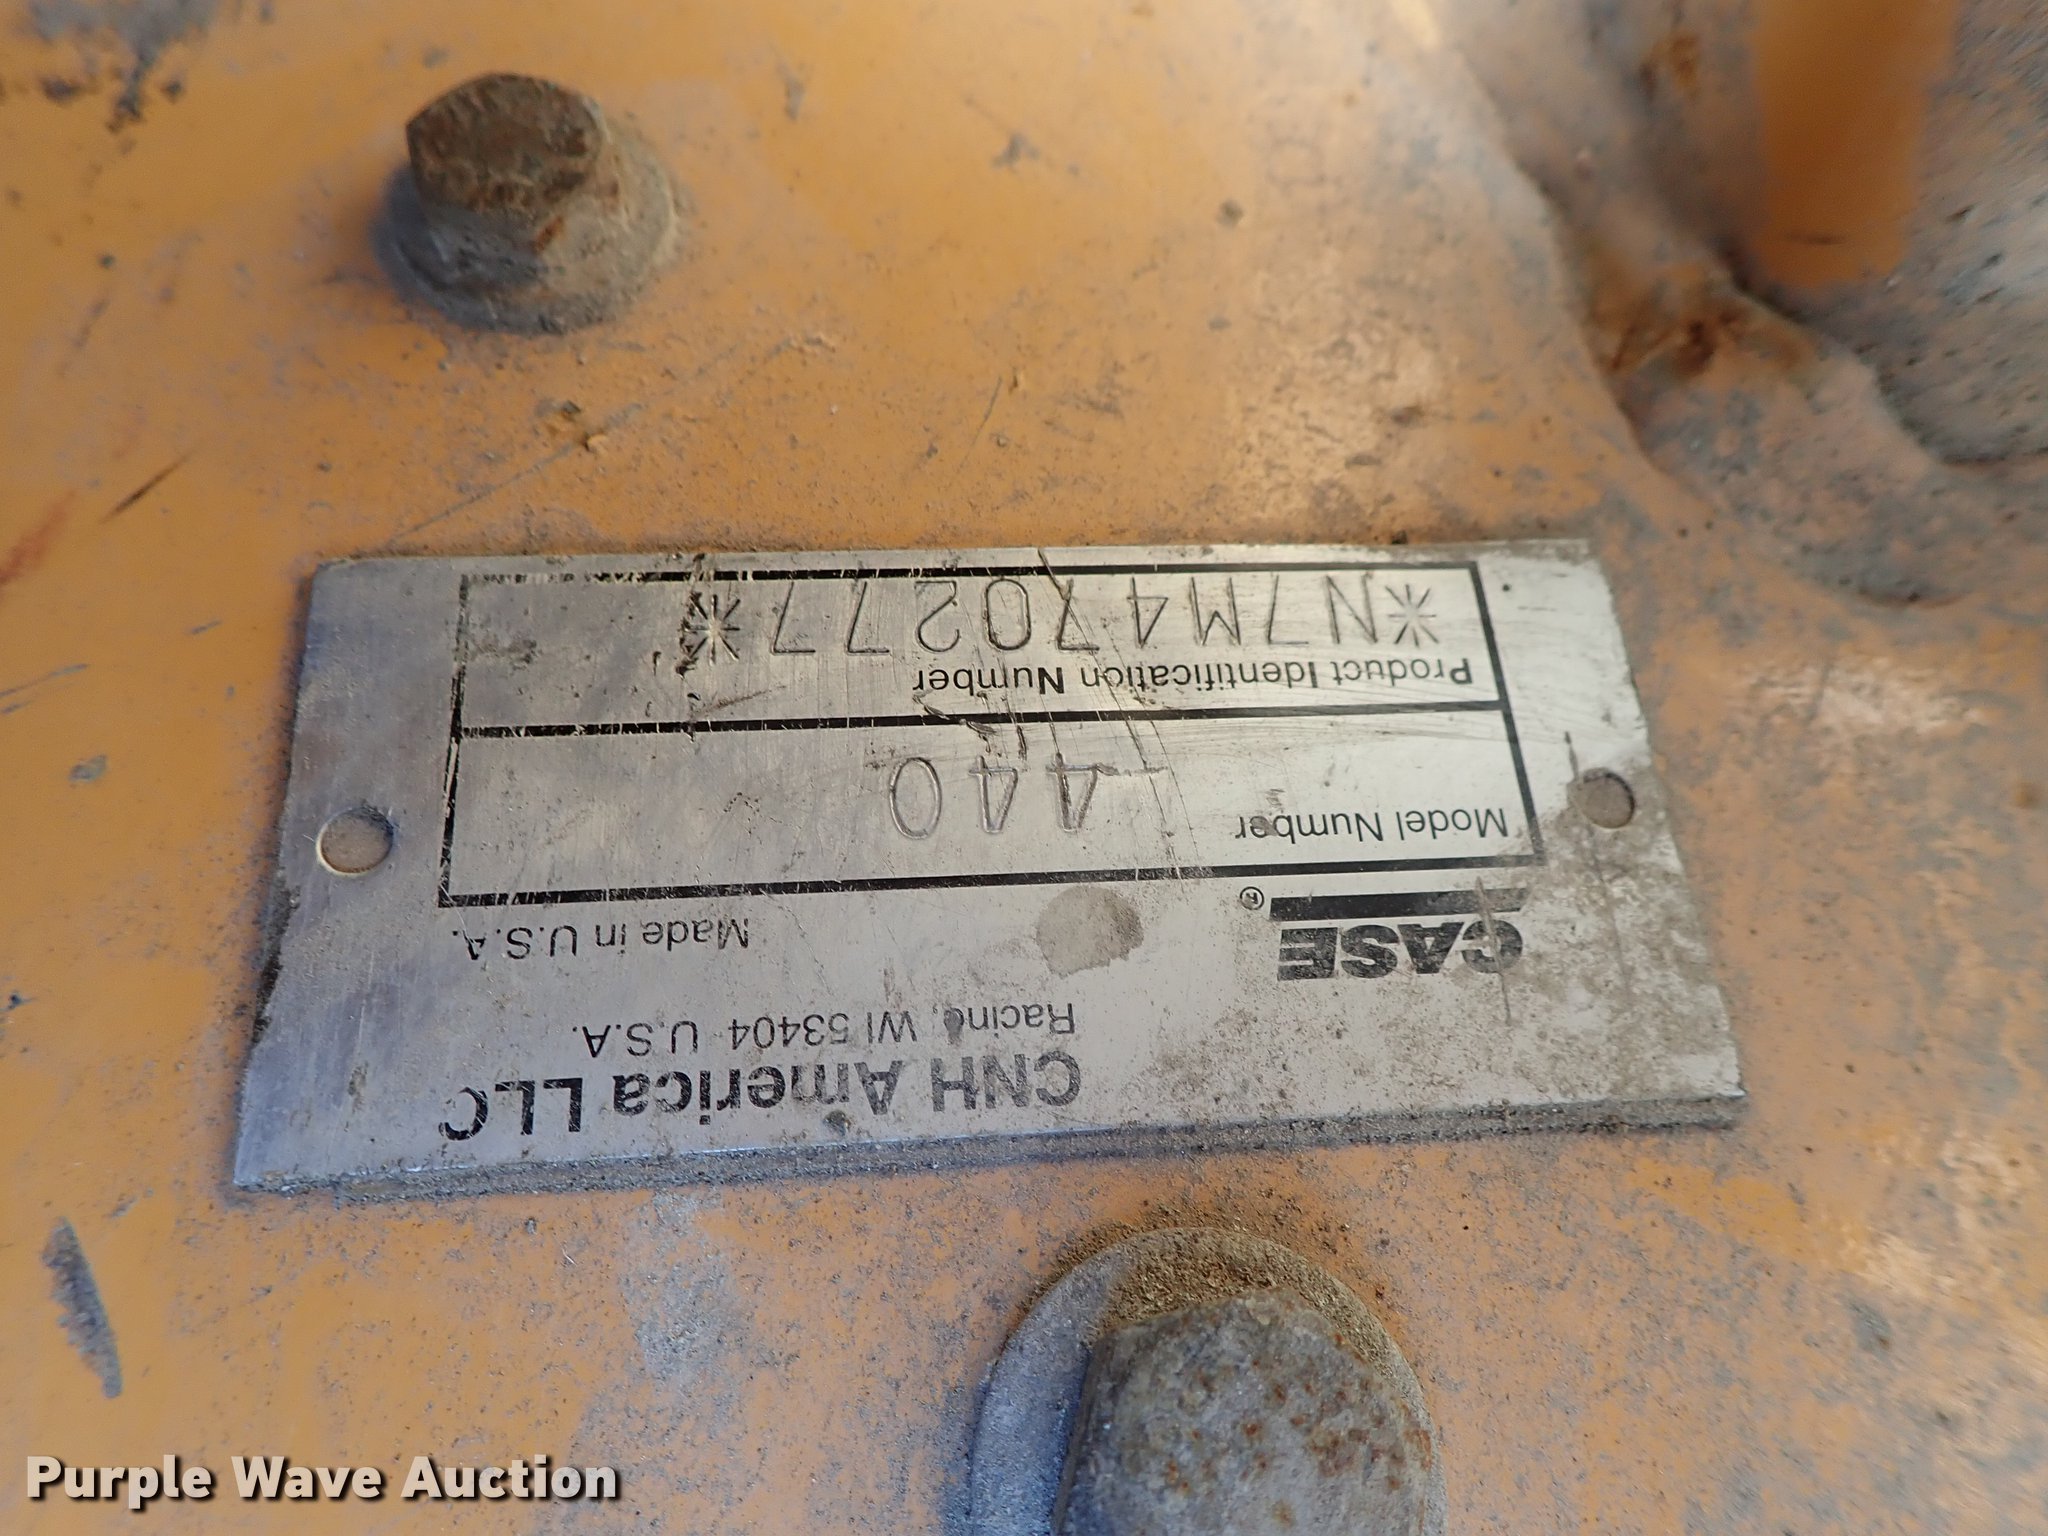 CNH America LLC
Racine, WI 53404 U.S.A.
CASE® Made in U.S.A.
Model Number 440
Product Identification Number
*N7M470277*
Purple Wave Auction